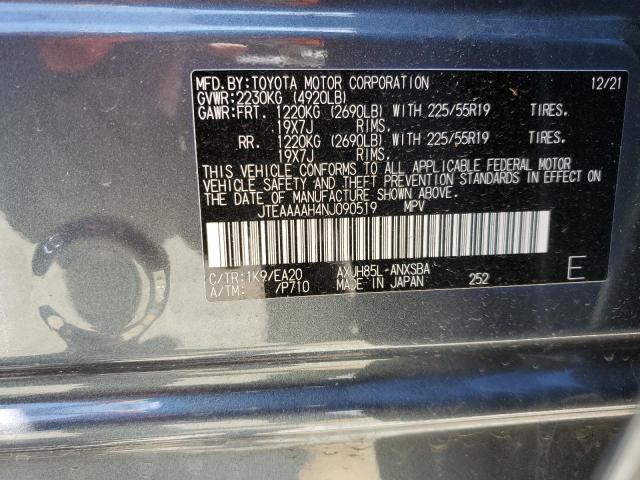 MFD.BY:TOYOTA MOTOR CORPORATION 12/21
GVWR:2230KG (4920LB)
GAWR:FRT. 1220KG (2690LB) WITH 225/55R19 TIRES.
19X7J RIMS.
RR. 1220KG (2690LB) WITH 225/55R19 TIRES.
19X7J RIMS.
THIS VEHICLE CONFORMS TO ALL APPLICABLE FEDERAL MOTOR
VEHICLE SAFETY AND THEFT PREVENTION STANDARDS IN EFFECT ON
THE DATE OF MANUFACTURE SHOWN ABOVE.
JTEAAAAH4NJ090519 MPV
C/TR:1K9/EA20 AXUH85L-ANXSBA
A/TM: /P710 MADE IN JAPAN 252 E